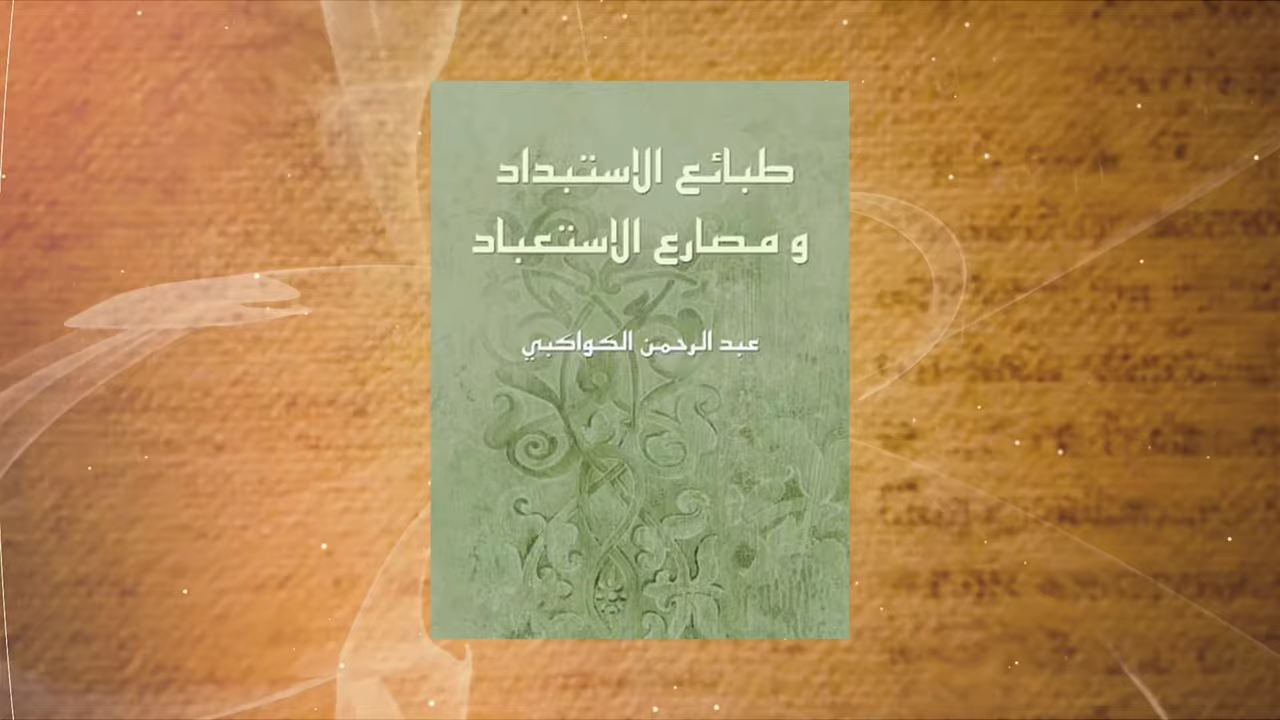 طبائع الاستبداد
و مصارع الاستعباد
عبد الرحمن الكواكبي